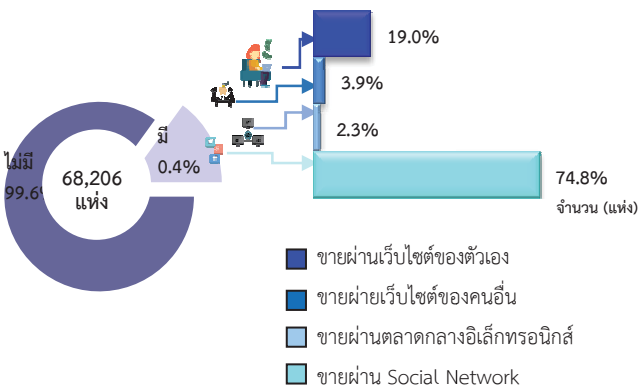 19.0%
3.9%
2.3%
74.8%
จำนวน (แห่ง)
มี
0.4%
ไม่มี
99.6%
68,206
แห่ง
ขายผ่านเว็บไซต์ของตัวเอง
ขายผ่ายเว็บไซต์ของคนอื่น
ขายผ่านตลาดกลางอิเล็กทรอนิกส์
ขายผ่าน Social Network